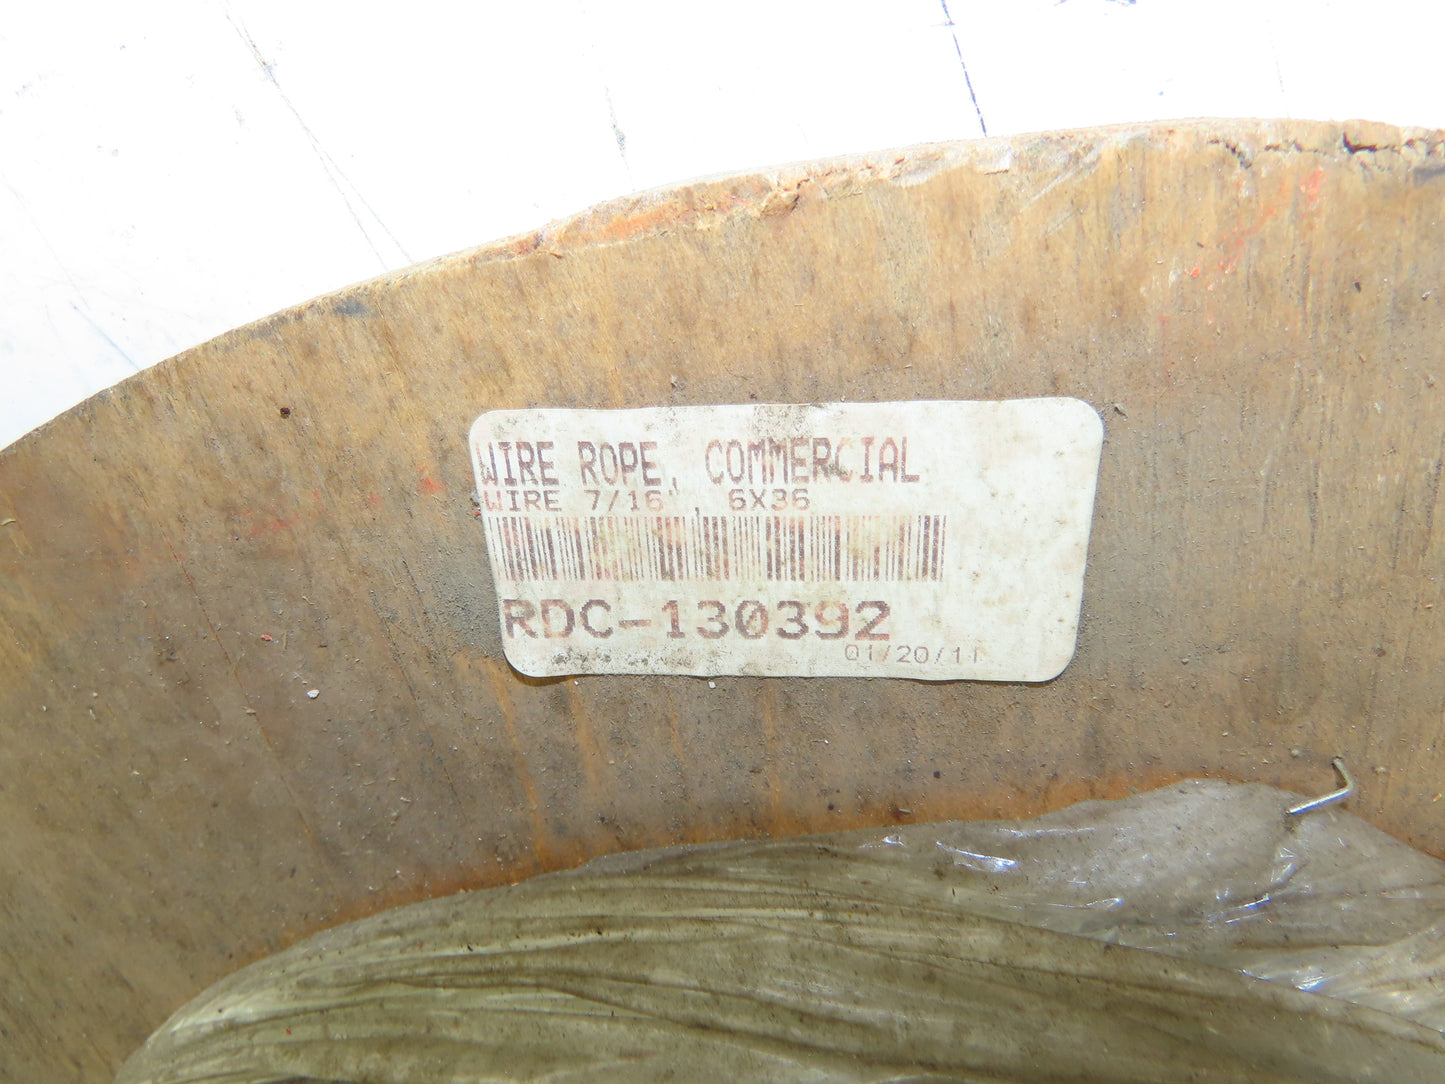 WIRE ROPE, COMMERCIAL
WIRE 7/16", 6X36
RDC-130392
01/20/11